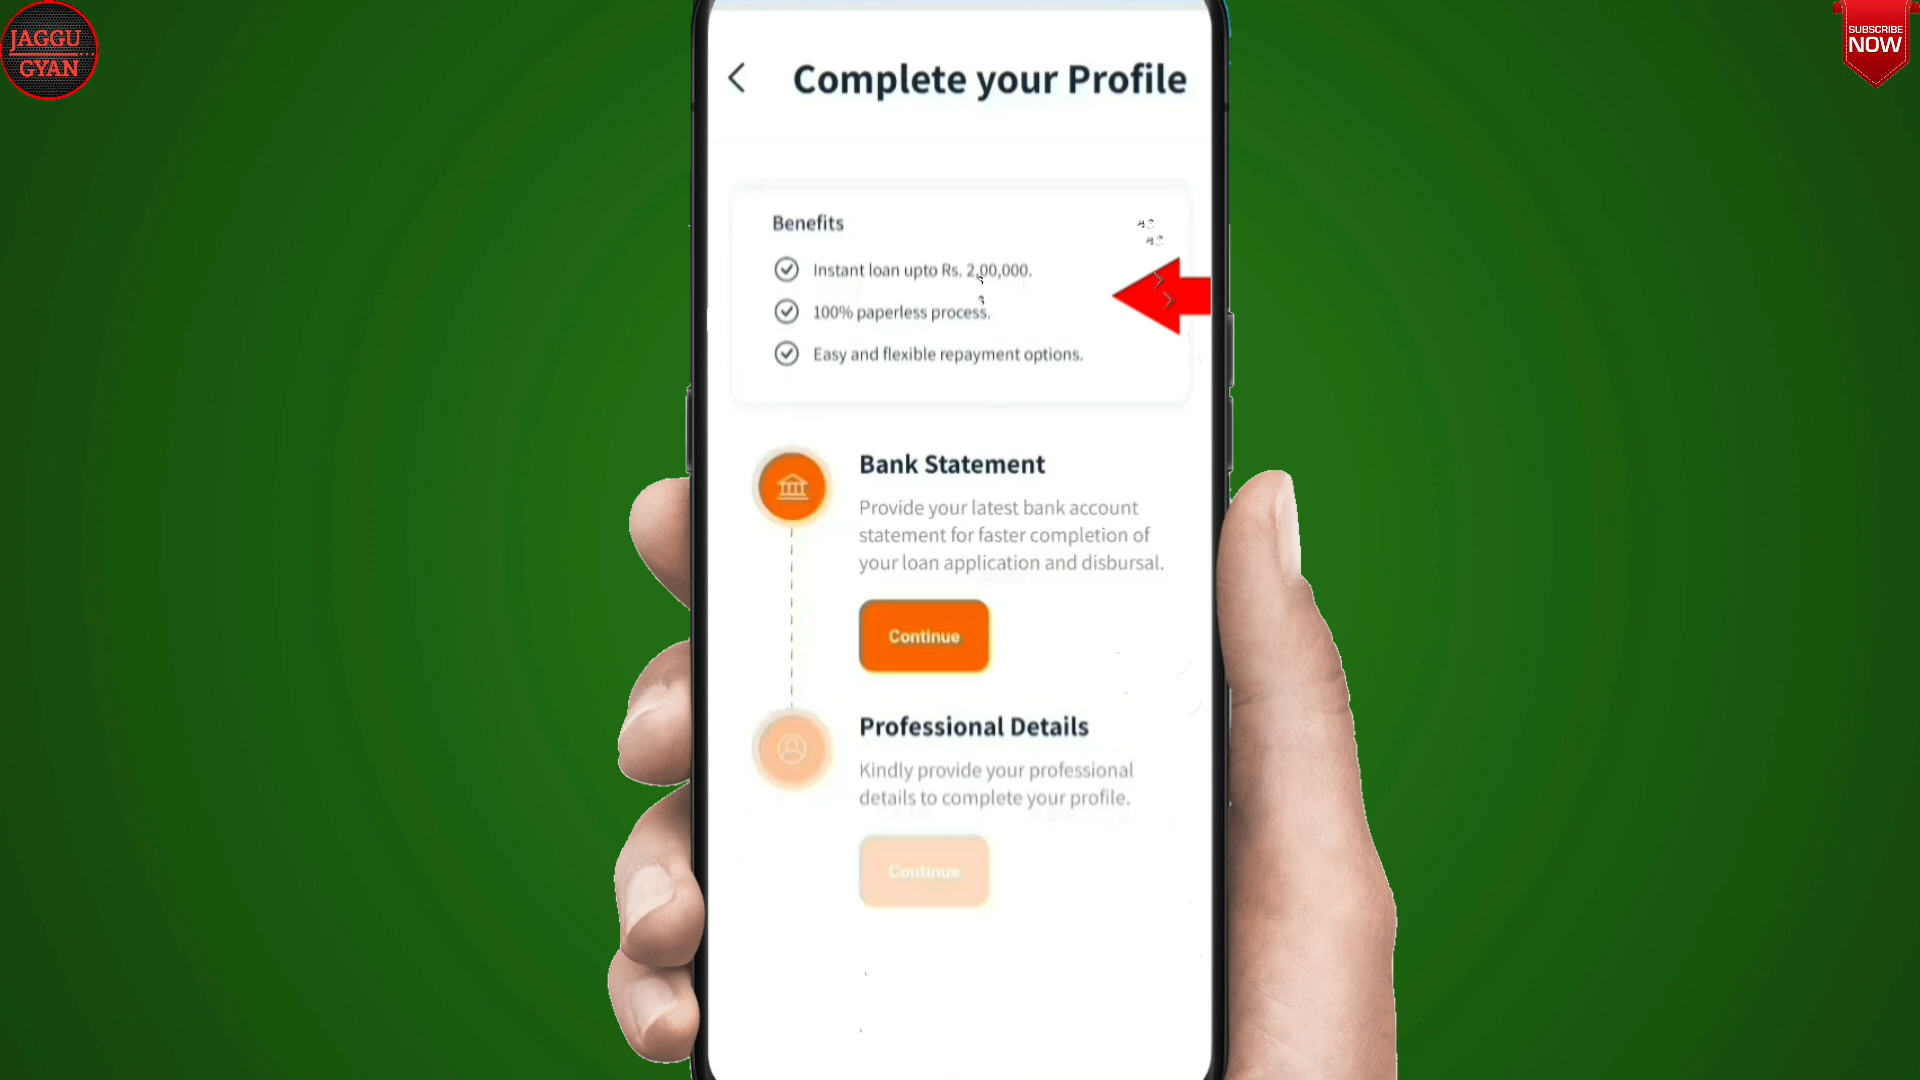 JAGGU
GYAN
SUBSCRIBE
NOW
Complete your Profile
Benefits
Instant loan upto Rs. 2,00,000.
100% paperless process.
Easy and flexible repayment options.
Bank Statement
Provide your latest bank account
statement for faster completion of
your loan application and disbursal.
Continue
Professional Details
Kindly provide your professional
details to complete your profile.
Continue